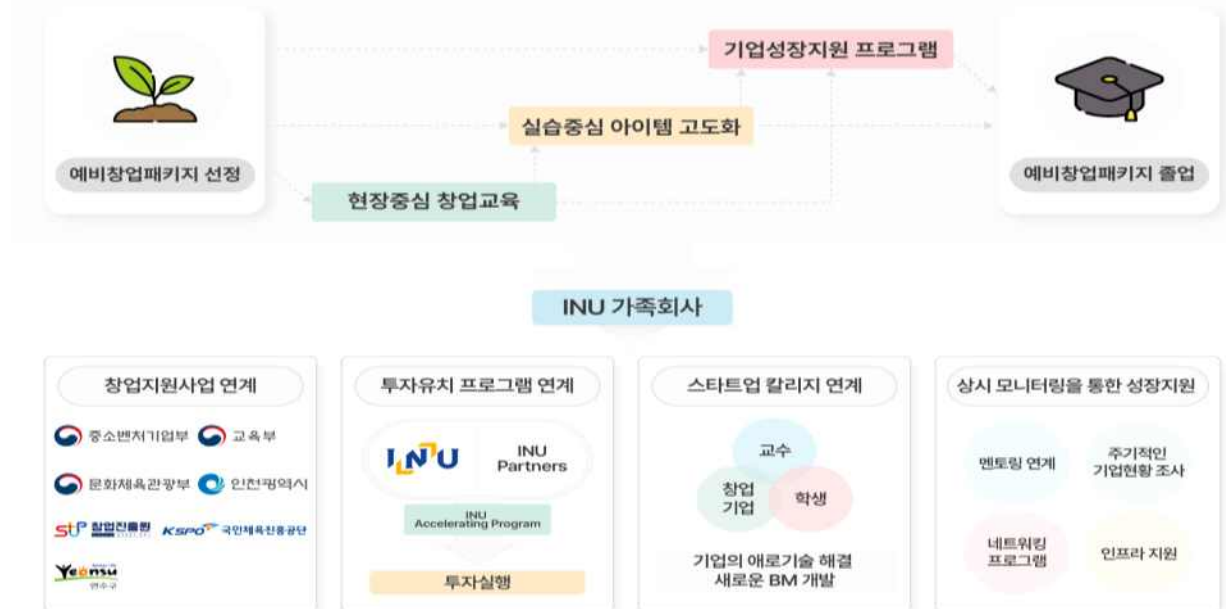 기업성장지원 프로그램
실습중심 아이템 고도화
예비창업패키지 선정
예비창업패키지 졸업
현장중심 창업교육
INU 가족회사
창업지원사업 연계
중소벤처기업부
교육부
문화체육관광부
인천광역시
창업진흥원
KSPO 국민체육진흥공단
Yeonsu
연수구
투자유치 프로그램 연계
INU
INU
Partners
INU
Accelerating Program
투자실행
스타트업 칼리지 연계
교수
창업
기업
학생
기업의 애로기술 해결
새로운 BM 개발
상시 모니터링을 통한 성장지원
멘토링 연계
주기적인
기업현황 조사
네트워킹
프로그램
인프라 지원